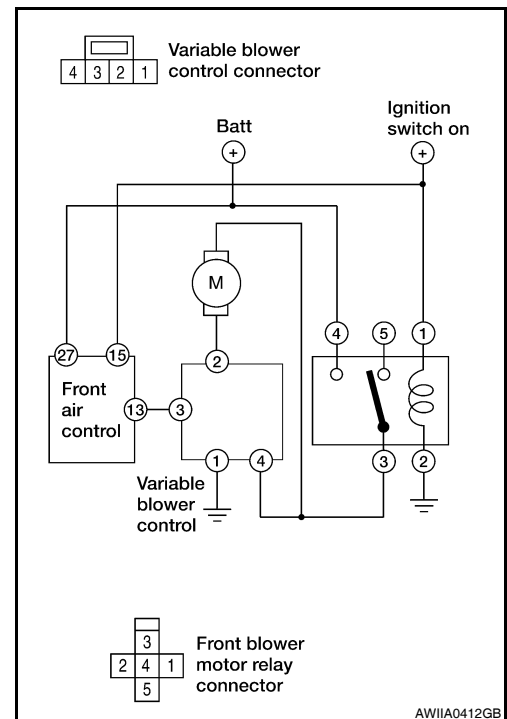 Variable blower
control connector
4 3 2 1
Batt
Ignition
switch on
+
+
M
4 5 1
27 15
2
Front
air
control
13 3
1 4
3 2
Variable
blower
control
3
2 4 1
5
Front blower
motor relay
connector
AWIIA0412GB